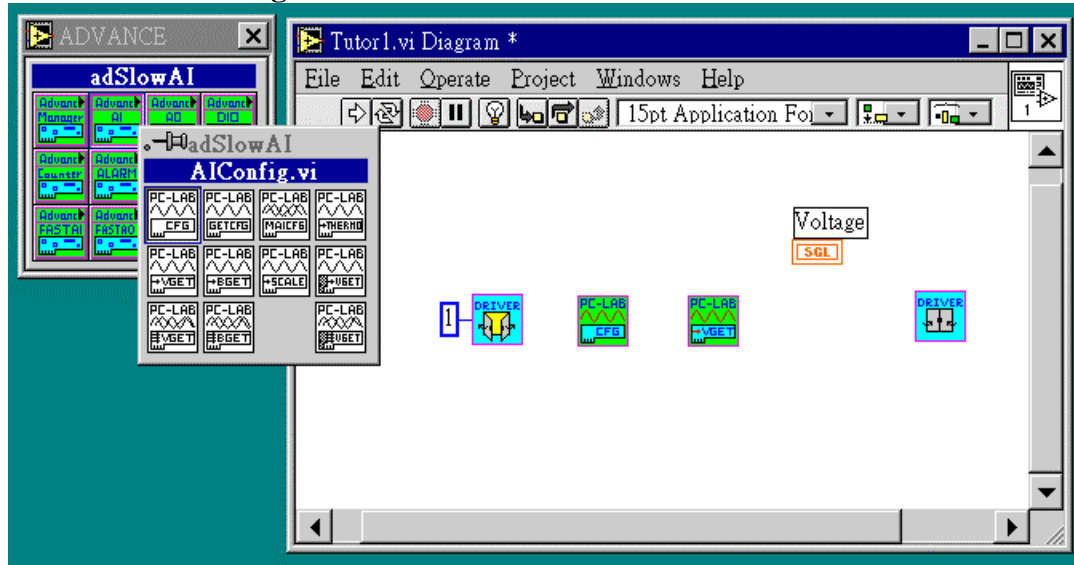 ADVANCE
adSlowAI
Advanc Advanc Advanc Advanc
Manager AI AO DIO
Advanc Advanc
Counter ALARM
Advanc Advanc
FASTAI FASTAO
adSlowAI
AIConfig.vi
PC-LAB PC-LAB PC-LAB PC-LAB
CFG GETCFG MAICFG →THERMO
PC-LAB PC-LAB PC-LAB PC-LAB
→VGET →BGET →SCALE →VGET
PC-LAB PC-LAB PC-LAB
VGET BGET VGET
Tutor1.vi Diagram *
File Edit Operate Project Windows Help
15pt Application Fo
1
Voltage
SGL
1
DRIVER
PC-LAB
CFG
PC-LAB
→VGET
DRIVER